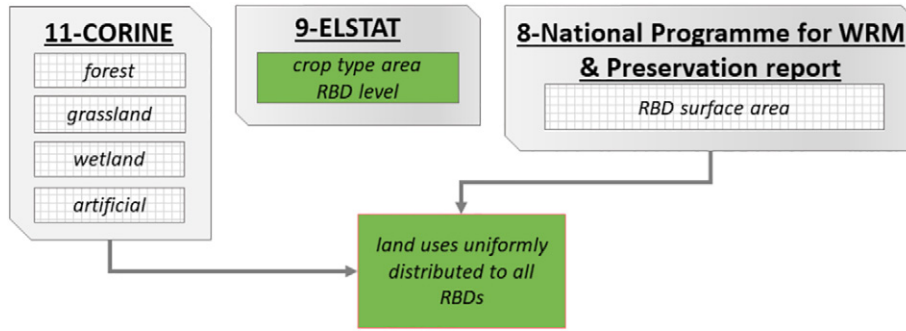 11-CORINE
forest
grassland
wetland
artificial
9-ELSTAT
crop type area
RBD level
8-National Programme for WRM
& Preservation report
RBD surface area
land uses uniformly
distributed to all
RBDs